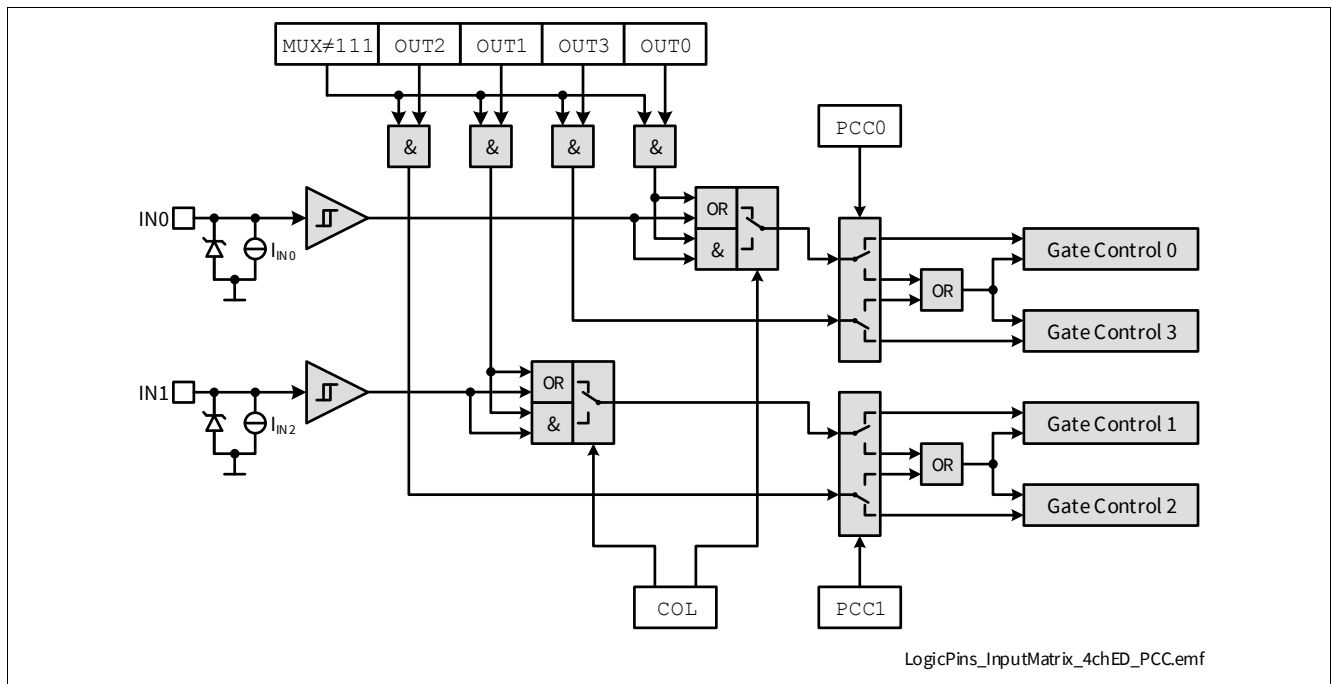 MUX≠111 OUT2 OUT1 OUT3 OUT0
PCC0
& & & &
IN0
I_IN0
OR
&
OR
Gate Control 0
Gate Control 3
IN1
I_IN2
OR
&
OR
Gate Control 1
Gate Control 2
COL
PCC1
LogicPins_InputMatrix_4chED_PCC.emf